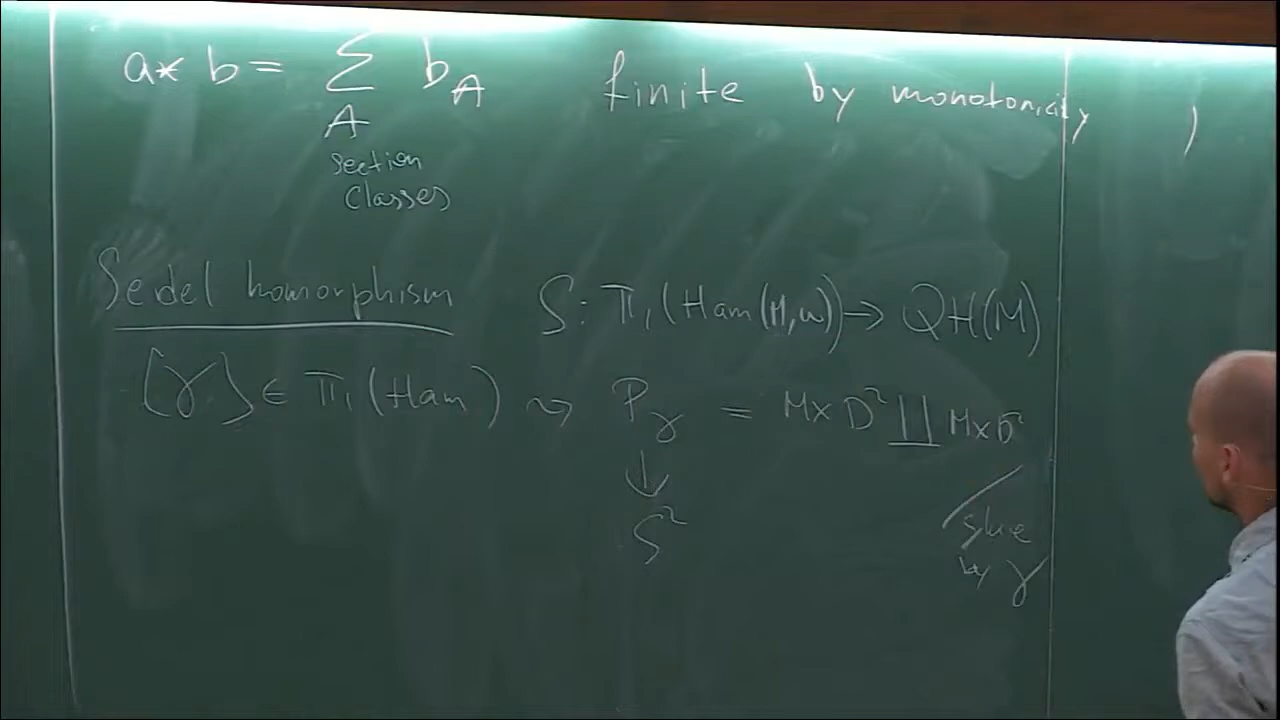 a * b = ∑ b_A finite by monotonicity )
A
section
classes
Seidel homorphism S: π₁(Ham(M,ω)) → QH(M)
[γ] ∈ π₁(Ham) ⇝ P_γ = M×D² ∐ M×D²
↓
S²
glue
by γ